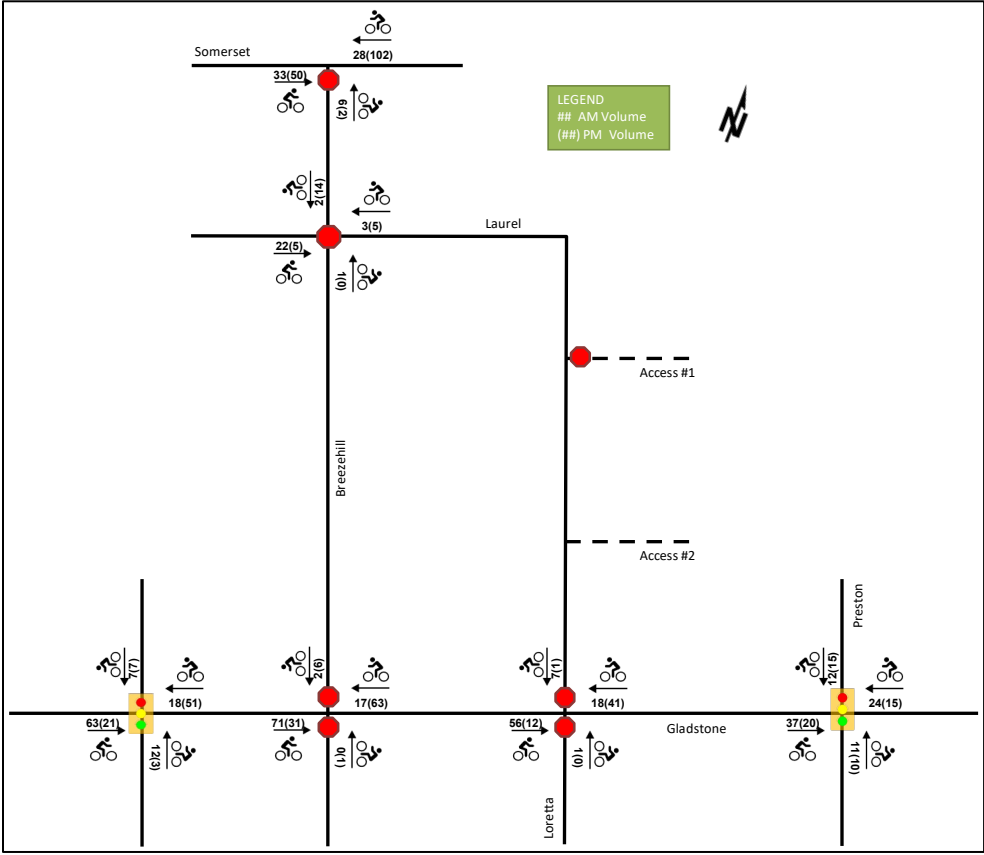 28(102)
Somerset
33(50)
6(2)
LEGEND
## AM Volume
(##) PM Volume
N
2(14)
3(5)
Laurel
22(5)
1(0)
Access #1
Breezehill
Access #2
Preston
7(7)
2(6)
7(1)
12(15)
18(51)
17(63)
18(41)
24(15)
63(21)
71(31)
56(12)
Gladstone
37(20)
1(3)
0(1)
1(0)
11(10)
Loretta